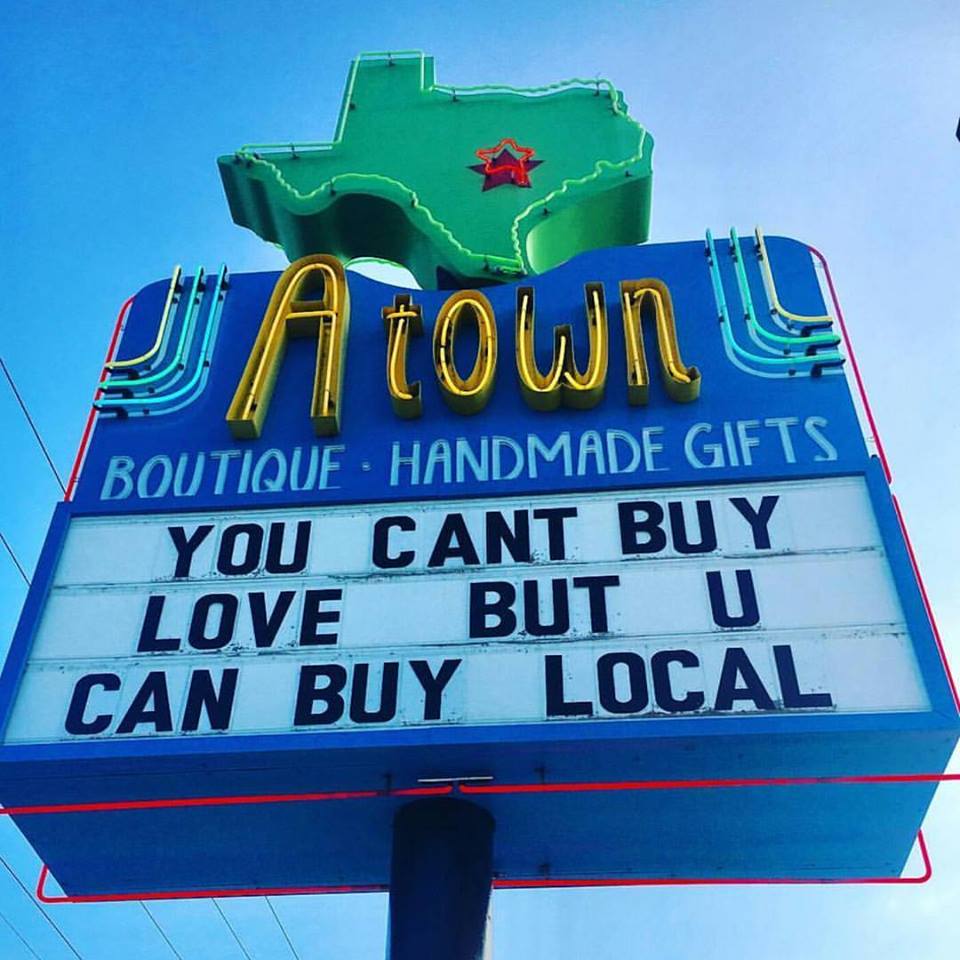 Atown
BOUTIQUE · HANDMADE GIFTS
YOU CANT BUY
LOVE BUT U
CAN BUY LOCAL